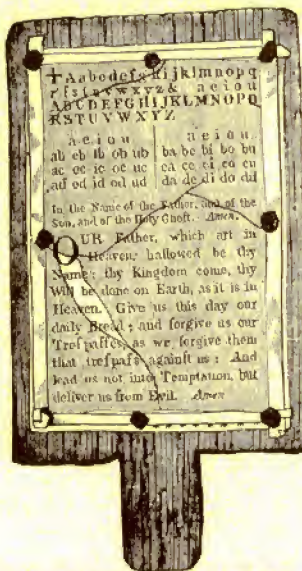 ✝Aabcdefghijklmnopq
rſstuvwxyz& aeiou
ABCDEFGHIJKLMNOPQ
RSTUVWXYZ
a e i o u a e i o u
ab eb ib ob ub ba be bi bo bu
ac ec ic oc uc ca ce ci co cu
ad ed id od ud da de di do du
In the Name of the Father, and of the
Son, and of the Holy Ghoſt. Amen.
OUR Father, which art in
Heaven, hallowed be thy
Name; thy Kingdom come, thy
Will be done on Earth, as it is in
Heaven. Give us this day our
daily Bread; and forgive us our
Treſpaſſes, as we forgive them
that treſpaſs againſt us: And
lead us not into Temptation, but
deliver us from Evil. Amen